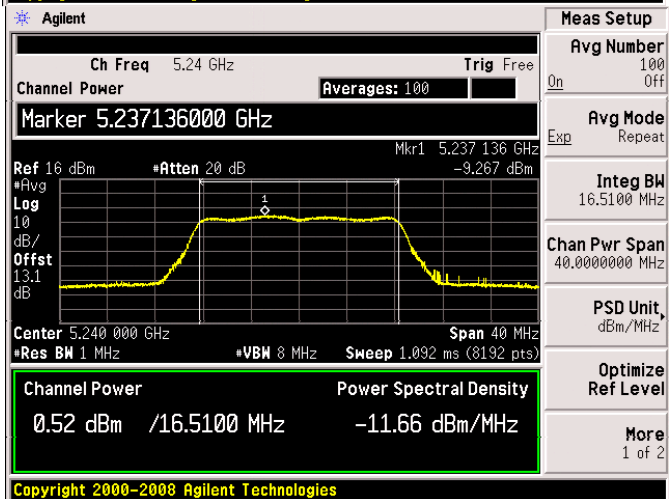 Agilent
Meas Setup
Ch Freq 5.24 GHz Trig Free
Channel Power Averages: 100
Marker 5.237136000 GHz
Mkr1 5.237 136 GHz
Ref 16 dBm #Atten 20 dB -9.267 dBm
#Avg
Log
10
dB/
Offst
13.1
dB
1
Center 5.240 000 GHz Span 40 MHz
#Res BW 1 MHz #VBW 8 MHz Sweep 1.092 ms (8192 pts)
Channel Power Power Spectral Density
0.52 dBm /16.5100 MHz -11.66 dBm/MHz
Avg Number
100
On Off
Avg Mode
Exp Repeat
Integ BW
16.5100 MHz
Chan Pwr Span
40.0000000 MHz
PSD Unit
dBm/MHz
Optimize
Ref Level
More
1 of 2
Copyright 2000-2008 Agilent Technologies